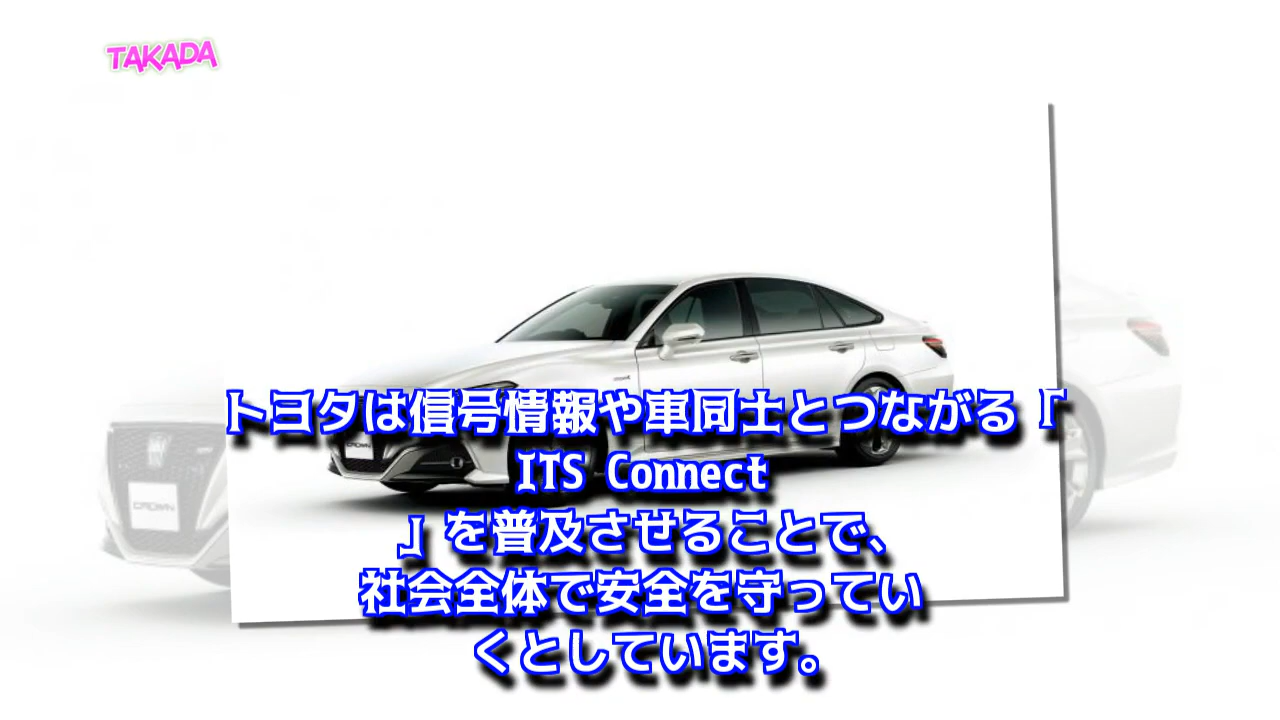 TAKADA
トヨタは信号情報や車同士とつながる「
ITS Connect
」を普及させることで、
社会全体で安全を守ってい
くとしています。
CROWN
CROWN